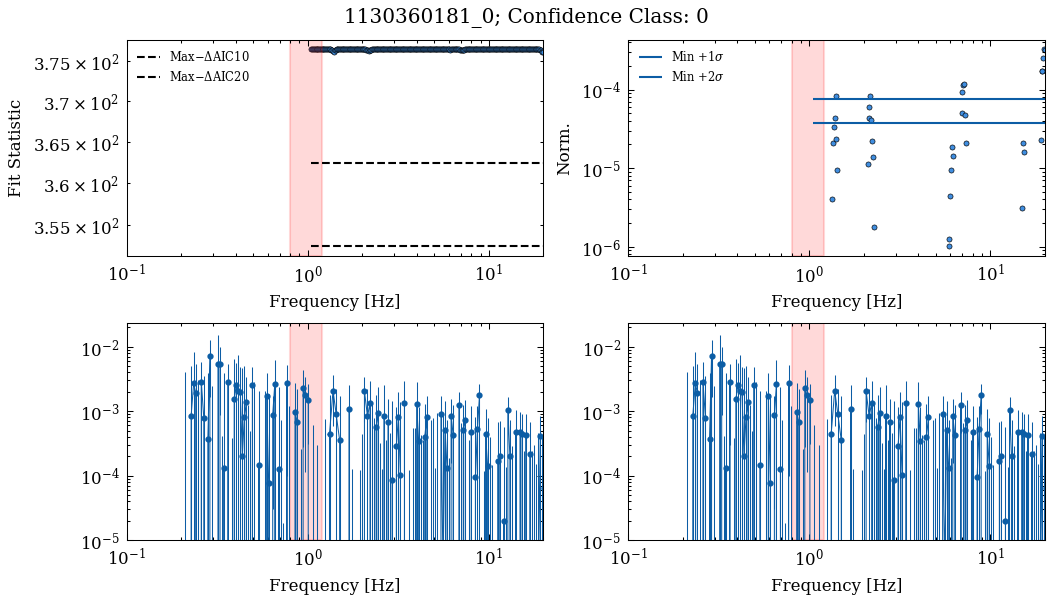 1130360181_0; Confidence Class: 0
Fit Statistic
3.75 × 10²
3.7 × 10²
3.65 × 10²
3.6 × 10²
3.55 × 10²
Max−ΔAIC10
Max−ΔAIC20
10⁻¹ 10⁰ 10¹
Frequency [Hz]
Norm.
10⁻⁴
10⁻⁵
10⁻⁶
Min +1σ
Min +2σ
10⁻¹ 10⁰ 10¹
Frequency [Hz]
10⁻²
10⁻³
10⁻⁴
10⁻⁵
10⁻¹ 10⁰ 10¹
Frequency [Hz]
10⁻²
10⁻³
10⁻⁴
10⁻⁵
10⁻¹ 10⁰ 10¹
Frequency [Hz]